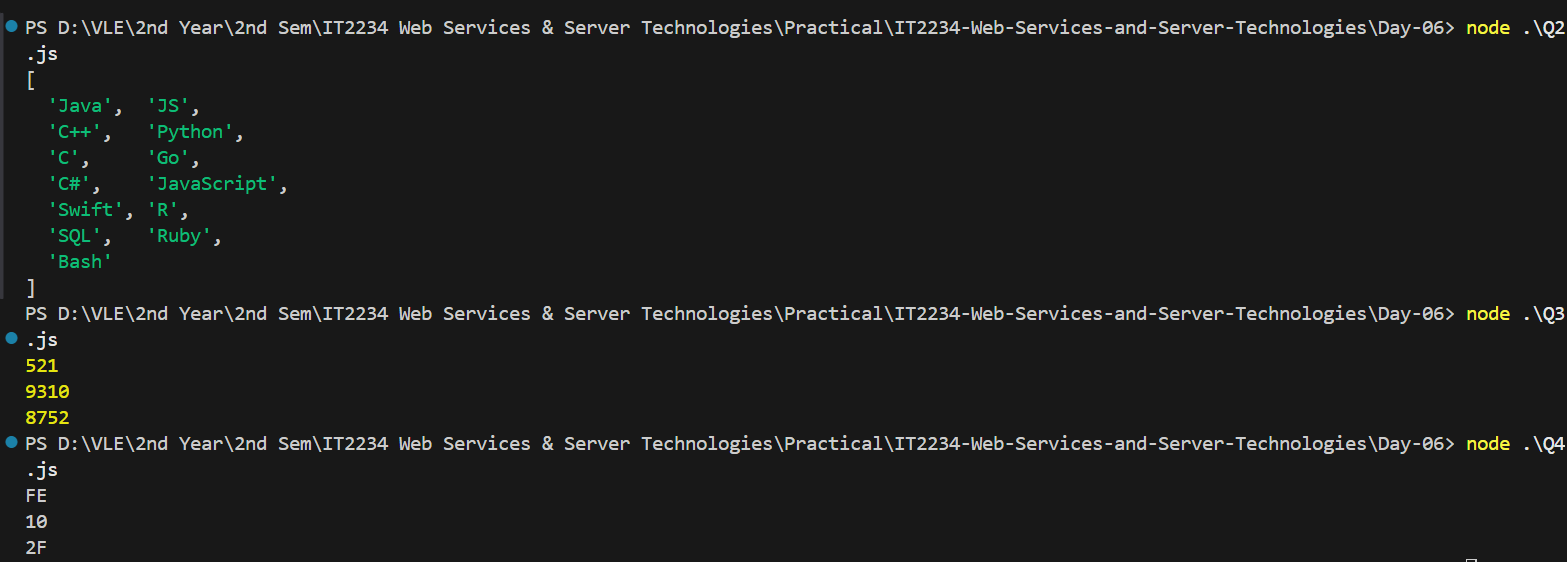 PS D:\VLE\2nd Year\2nd Sem\IT2234 Web Services & Server Technologies\Practical\IT2234-Web-Services-and-Server-Technologies\Day-06> node .\Q2
.js
[
  'Java',  'JS',
  'C++',   'Python',
  'C',     'Go',
  'C#',    'JavaScript',
  'Swift', 'R',
  'SQL',   'Ruby',
  'Bash'
]
PS D:\VLE\2nd Year\2nd Sem\IT2234 Web Services & Server Technologies\Practical\IT2234-Web-Services-and-Server-Technologies\Day-06> node .\Q3
.js
521
9310
8752
PS D:\VLE\2nd Year\2nd Sem\IT2234 Web Services & Server Technologies\Practical\IT2234-Web-Services-and-Server-Technologies\Day-06> node .\Q4
.js
FE
10
2F